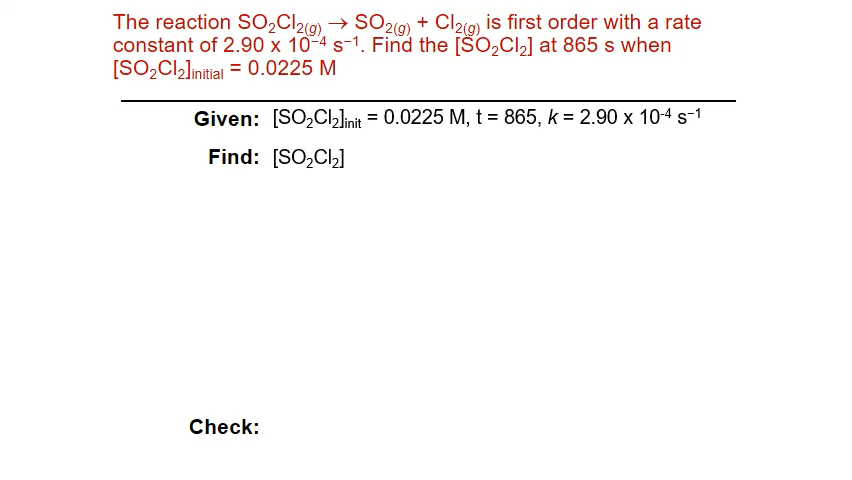 The reaction SO₂Cl₂₍g₎ → SO₂₍g₎ + Cl₂₍g₎ is first order with a rate
constant of 2.90 x 10⁻⁴ s⁻¹. Find the [SO₂Cl₂] at 865 s when
[SO₂Cl₂]initial = 0.0225 M
Given: [SO₂Cl₂]init = 0.0225 M, t = 865, k = 2.90 x 10⁻⁴ s⁻¹
Find: [SO₂Cl₂]
Check: